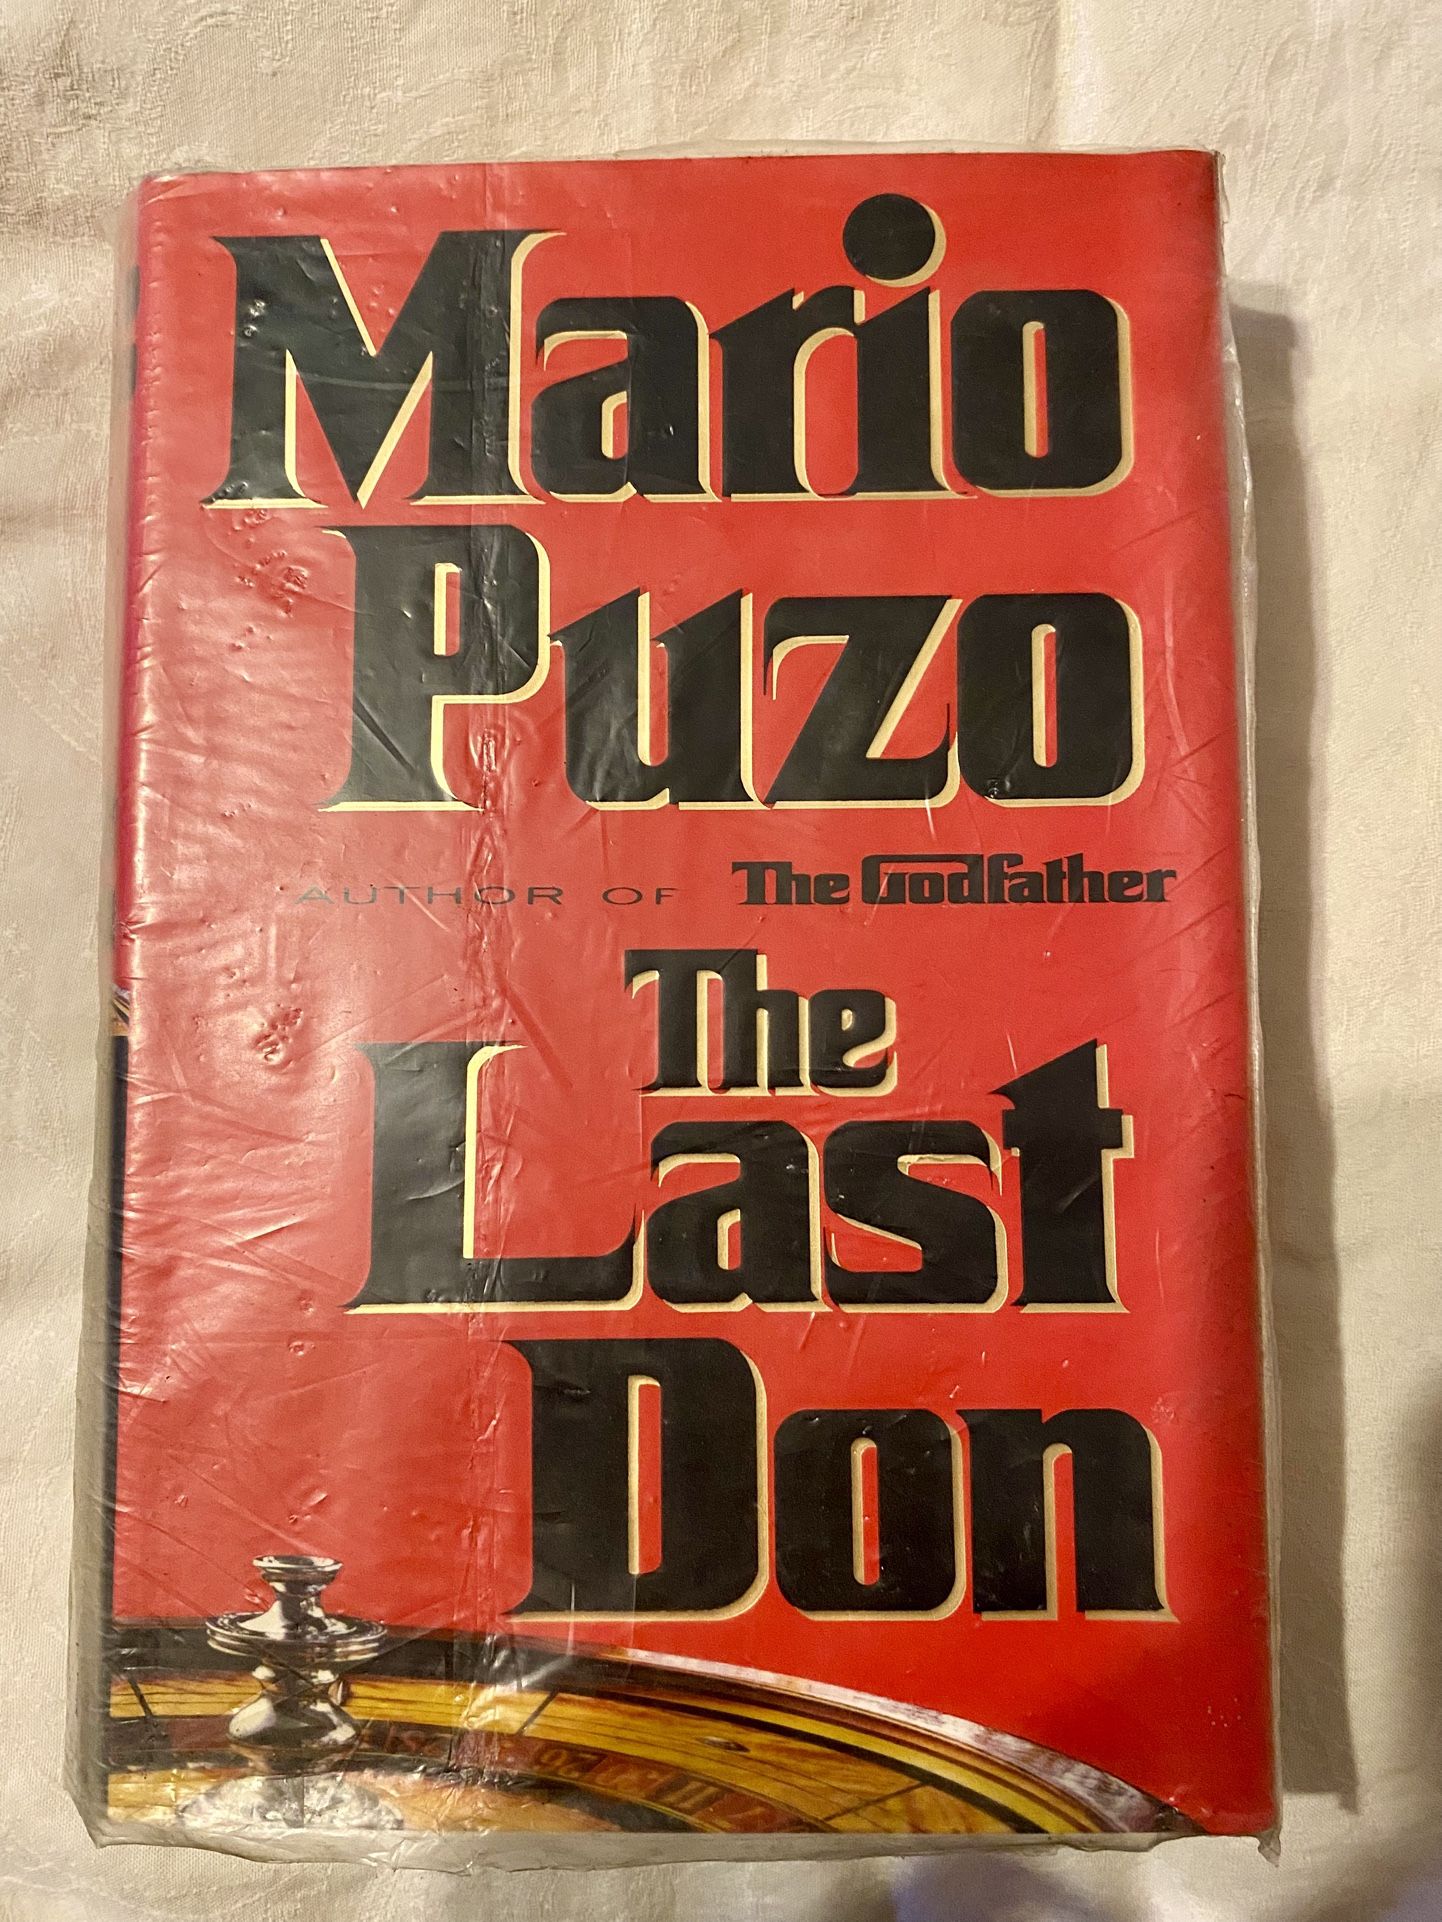 Mario
Puzo
AUTHOR OF The Godfather
The
Last
Don